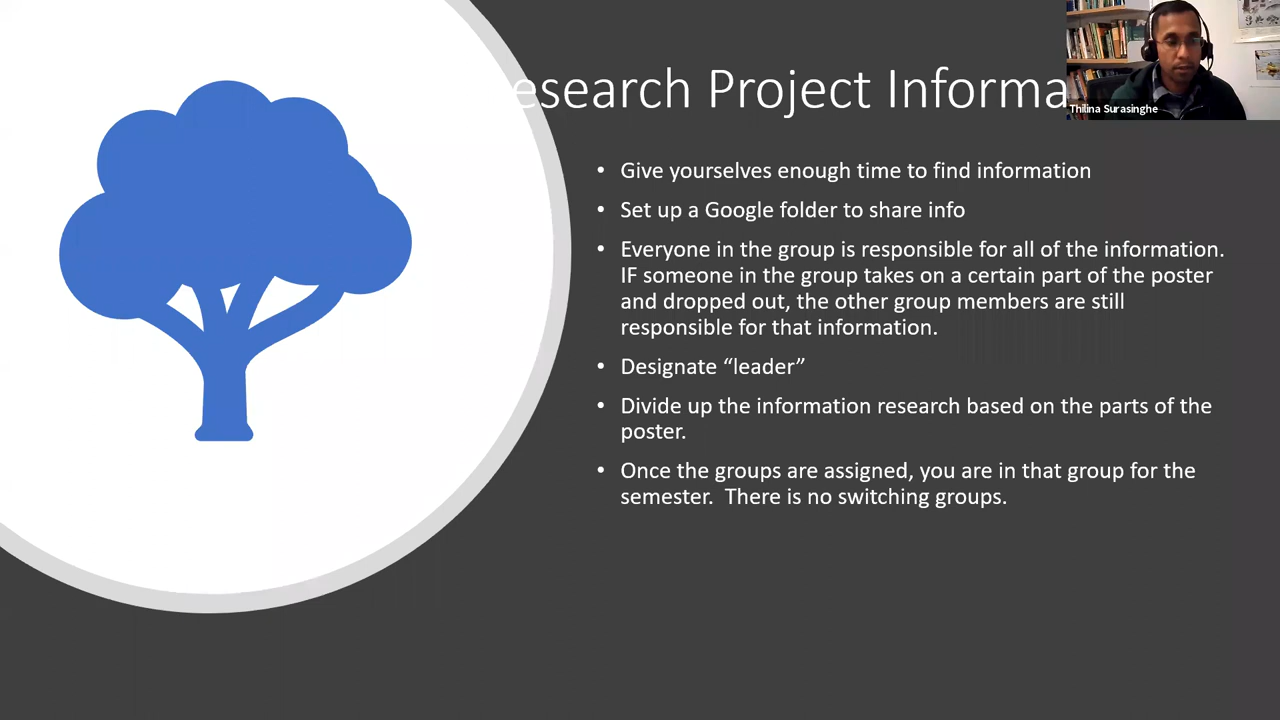 esearch Project Informa
Thilina Surasinghe
• Give yourselves enough time to find information
• Set up a Google folder to share info
• Everyone in the group is responsible for all of the information.
IF someone in the group takes on a certain part of the poster
and dropped out, the other group members are still
responsible for that information.
• Designate “leader”
• Divide up the information research based on the parts of the
poster.
• Once the groups are assigned, you are in that group for the
semester.  There is no switching groups.